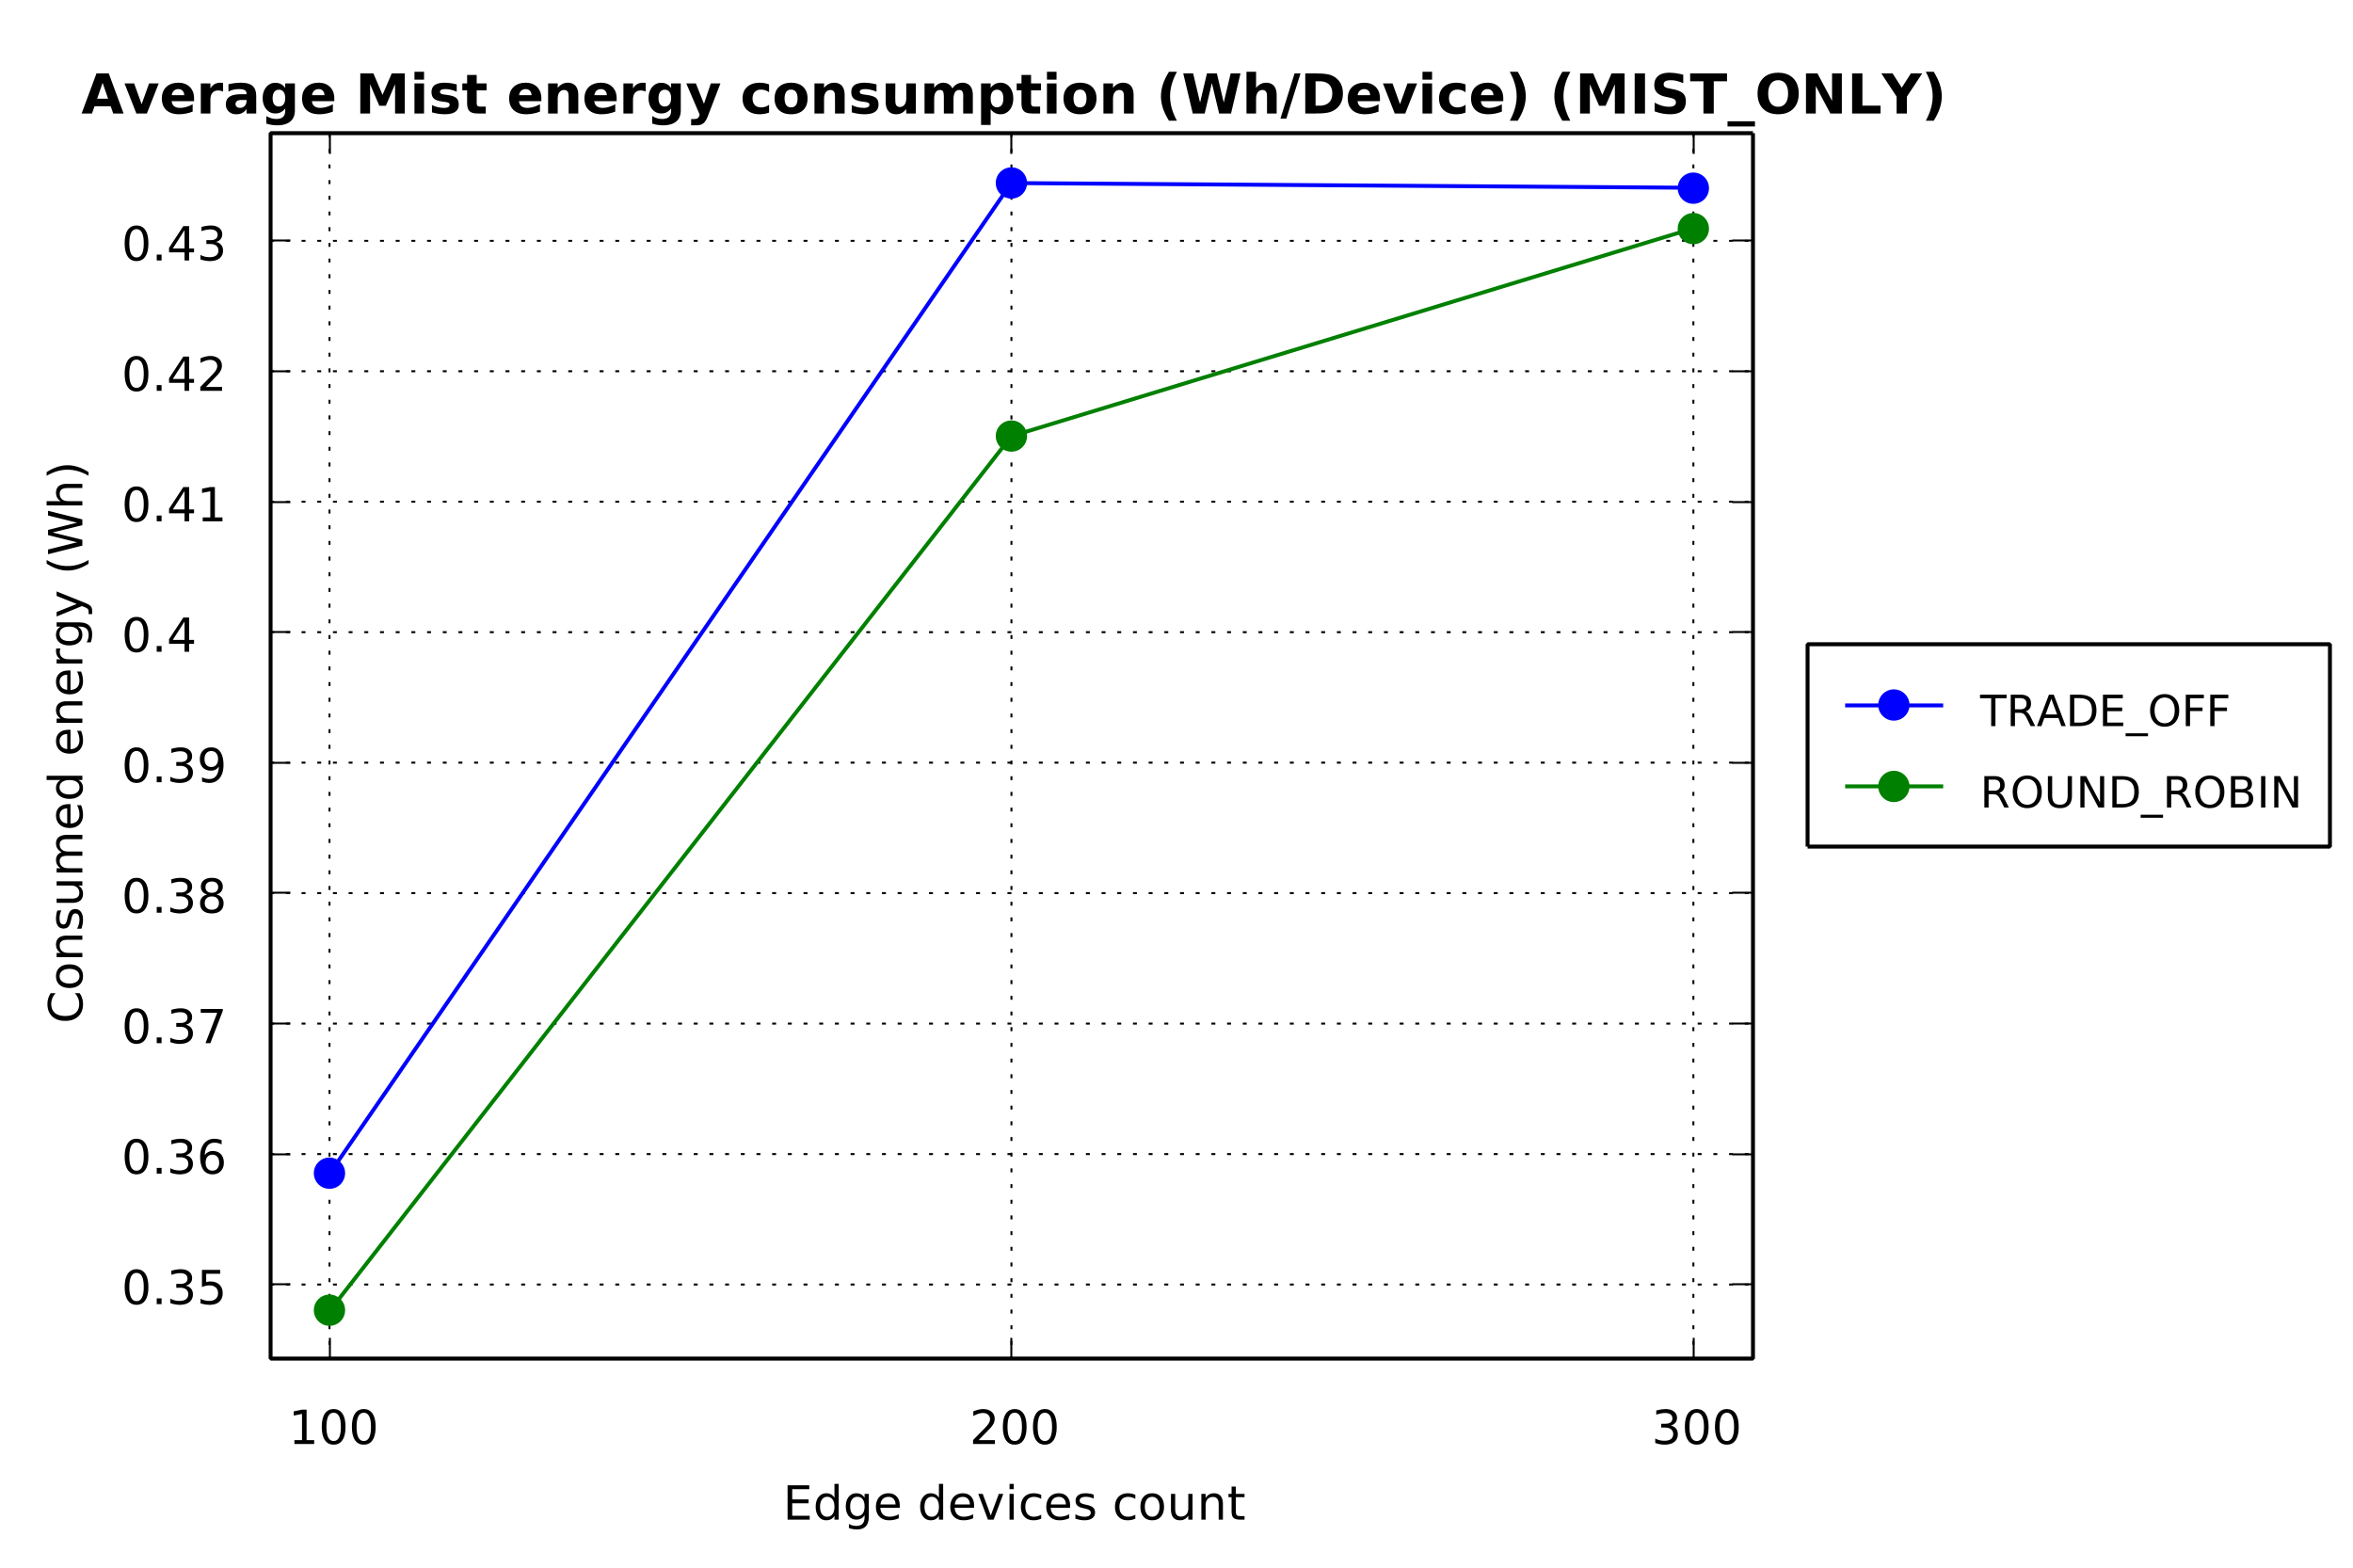 Average Mist energy consumption (Wh/Device) (MIST_ONLY)
Consumed energy (Wh)
0.43
0.42
0.41
0.4
0.39
0.38
0.37
0.36
0.35
100 200 300
Edge devices count
TRADE_OFF
ROUND_ROBIN